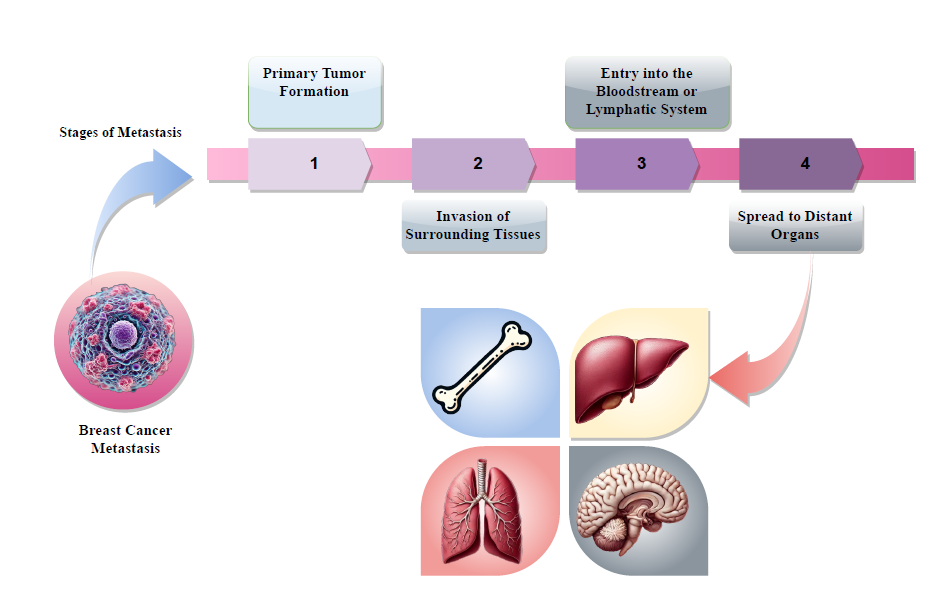 Primary Tumor
Formation
Entry into the
Bloodstream or
Lymphatic System
Stages of Metastasis
1
2
3
4
Invasion of
Surrounding Tissues
Spread to Distant
Organs
Breast Cancer
Metastasis